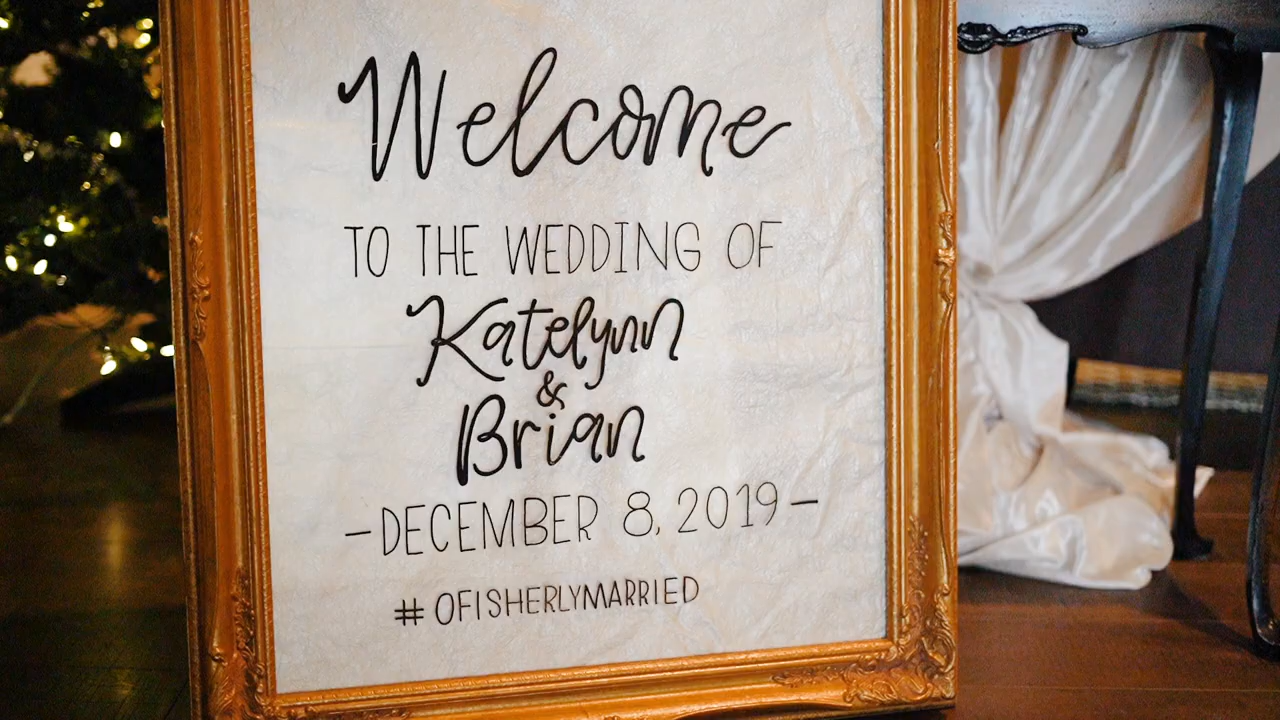 Welcome
TO THE WEDDING OF
Katelynn
&
Brian
-DECEMBER 8, 2019-
# OFISHERLYMARRIED